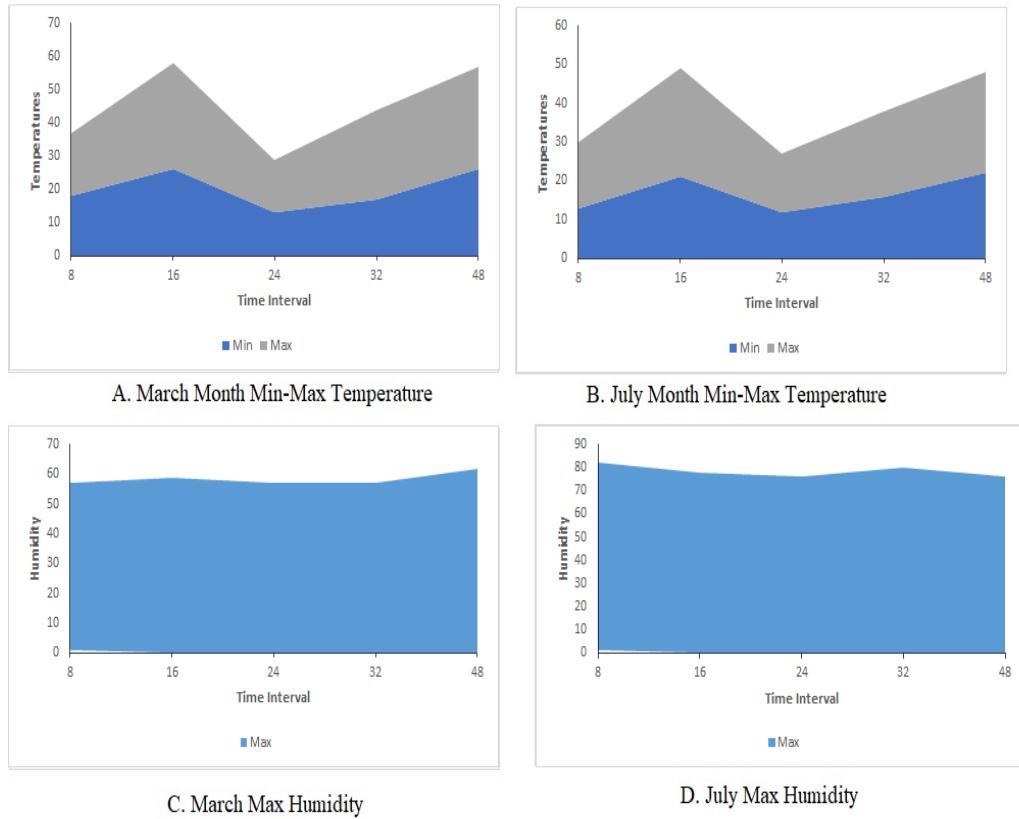 70
60
50
40
30
20
10
0
Temperatures
8 16 24 32 48
Time Interval
Min Max
A. March Month Min-Max Temperature
60
50
40
30
20
10
0
Temperatures
8 16 24 32 48
Time Interval
Min Max
B. July Month Min-Max Temperature
70
60
50
40
30
20
10
0
Humidity
8 16 24 32 48
Time Interval
Max
C. March Max Humidity
90
80
70
60
50
40
30
20
10
0
Humidity
8 16 24 32 48
Time Interval
Max
D. July Max Humidity